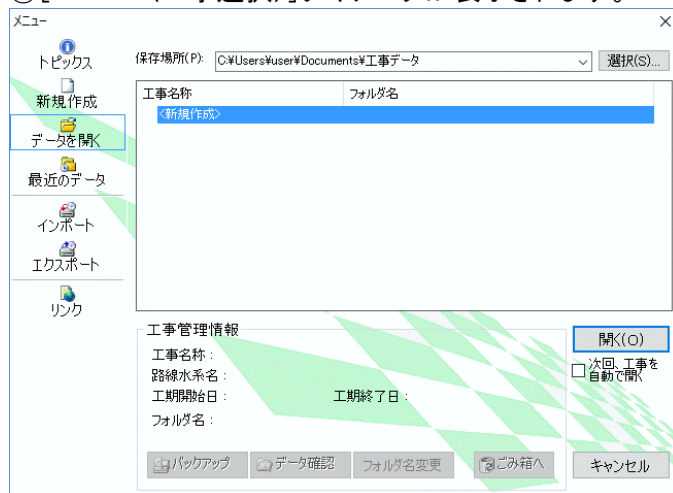 メニュー
トピックス
新規作成
データを開く
最近のデータ
インポート
エクスポート
リンク
保存場所(P): C:¥Users¥user¥Documents¥工事データ 選択(S)...
工事名称 フォルダ名
<新規作成>
工事管理情報
工事名称:
路線水系名:
工期開始日: 工期終了日:
フォルダ名:
バックアップ データ確認 フォルダ名変更 ごみ箱へ
開く(O)
次回、工事を
自動で開く
キャンセル